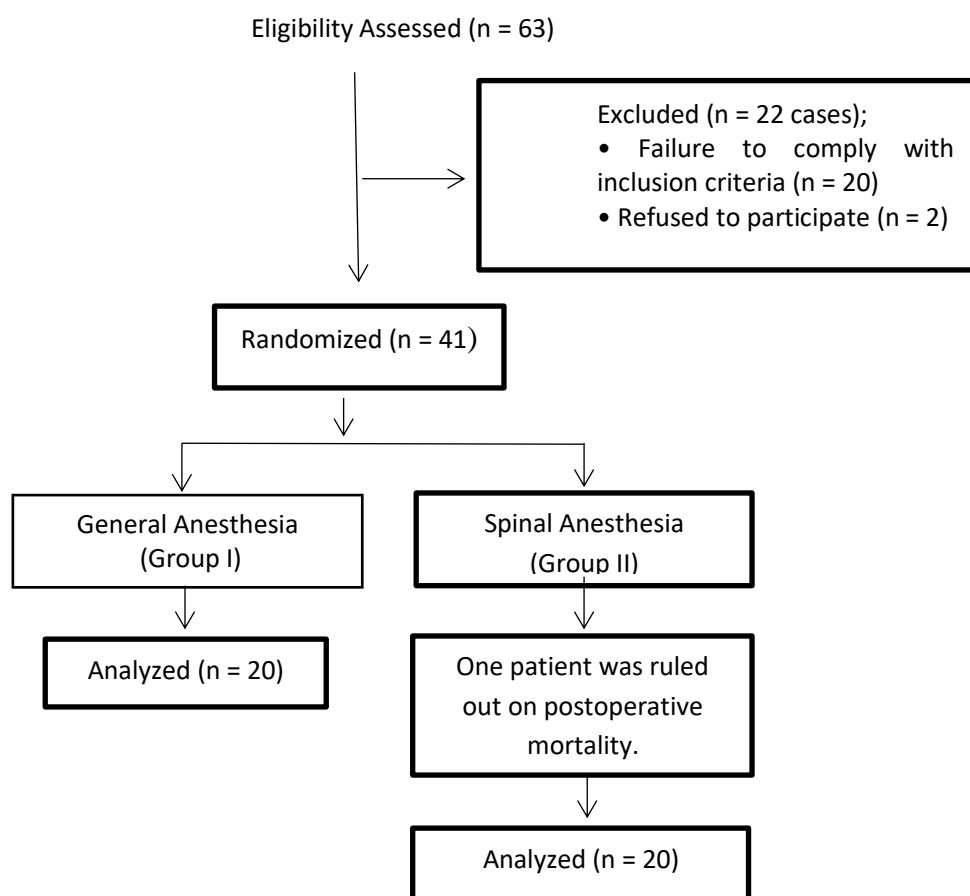 Eligibility Assessed (n = 63)
Excluded (n = 22 cases);
• Failure to comply with
inclusion criteria (n = 20)
• Refused to participate (n = 2)
Randomized (n = 41)
General Anesthesia
(Group I)
Spinal Anesthesia
(Group II)
Analyzed (n = 20)
One patient was ruled
out on postoperative
mortality.
Analyzed (n = 20)